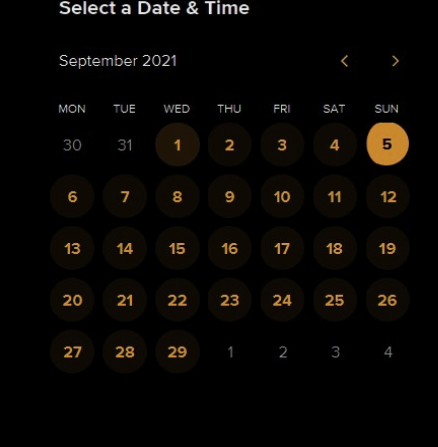 Select a Date & Time
September 2021
MON TUE WED THU FRI SAT SUN
30 31 1 2 3 4 5
6 7 8 9 10 11 12
13 14 15 16 17 18 19
20 21 22 23 24 25 26
27 28 29 1 2 3 4